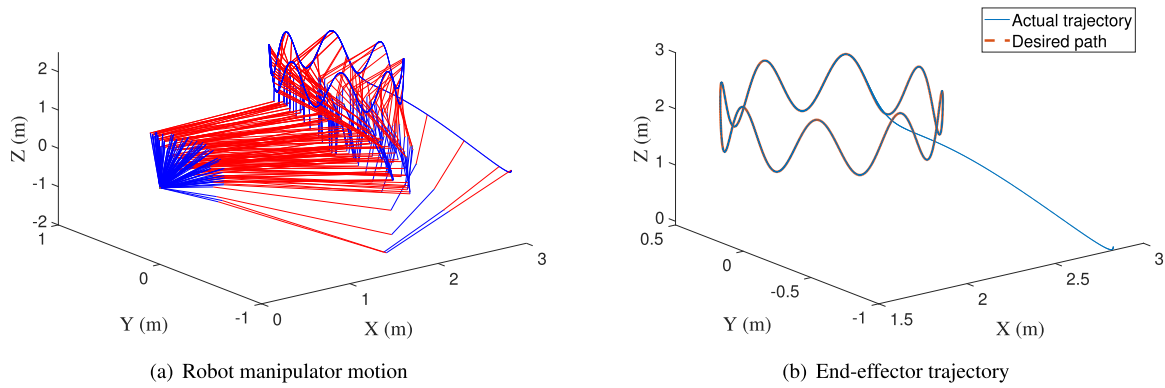 2
1
0
-1
-2
Z (m)
1
0
-1
Y (m)
0
1
2
3
X (m)
(a) Robot manipulator motion
Actual trajectory
Desired path
3
2
1
0
Z (m)
0.5
0
-0.5
-1
Y (m)
1.5
2
2.5
3
X (m)
(b) End-effector trajectory